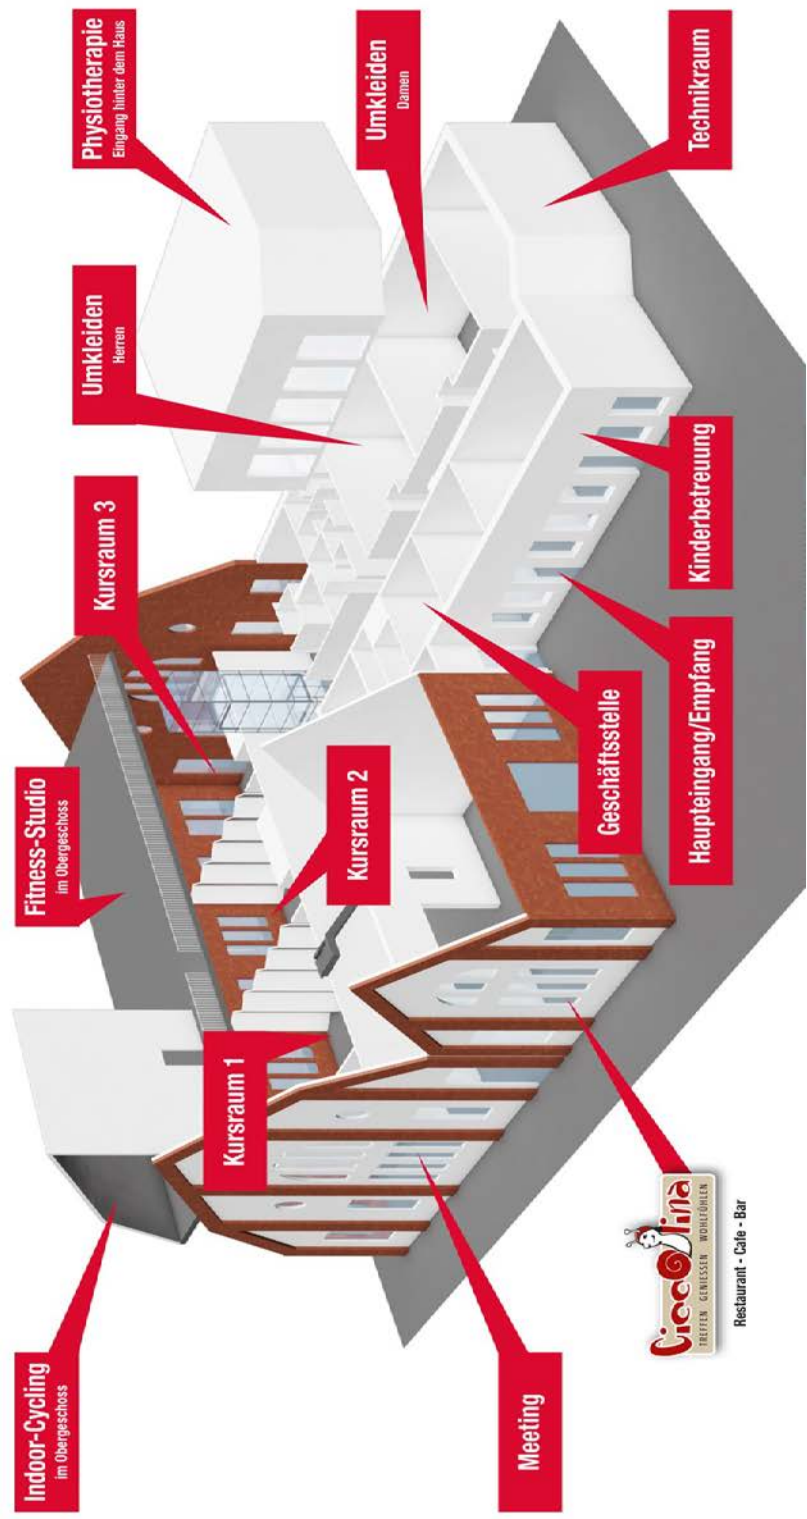 Indoor-Cycling
im Obergeschoss
Fitness-Studio
im Obergeschoss
Kursraum 3
Umkleiden
Herren
Physiotherapie
Eingang hinter dem Haus
Kursraum 1
Kursraum 2
Umkleiden
Damen
Meeting
Geschäftsstelle
Haupteingang/Empfang
Kinderbetreuung
Technikraum
Cioccolina
TREFFEN GENIESSEN WOHLFÜHLEN
Restaurant - Cafe - Bar